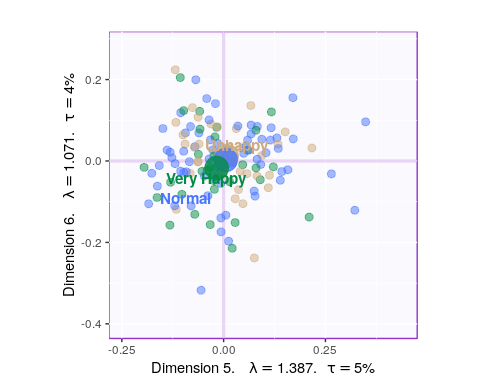 0.2
0.0
-0.2
-0.4
-0.25
0.00
0.25
Unhappy
Very Happy
Normal
Dimension 6. λ = 1.071. τ = 4%
Dimension 5. λ = 1.387. τ = 5%